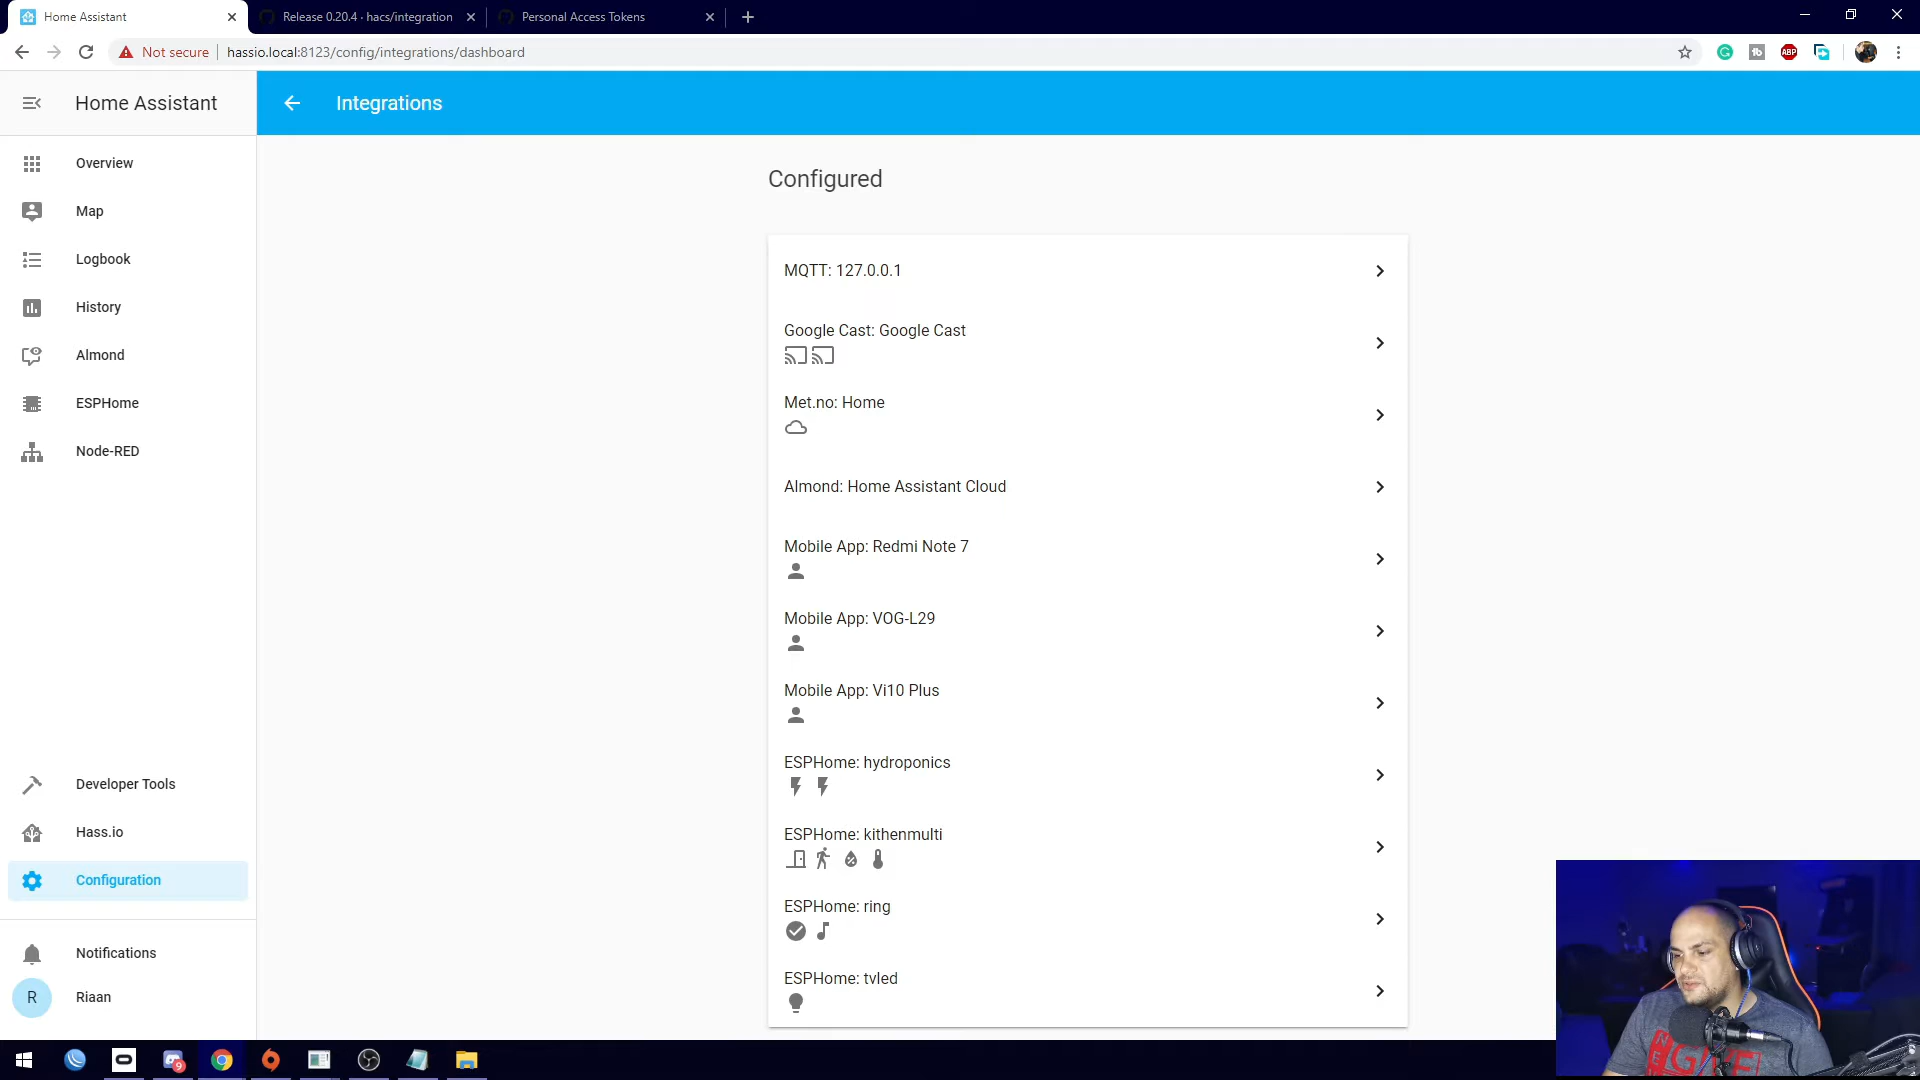 Home Assistant
Release 0.20.4 · hacs/integration
Personal Access Tokens
Not secure
hassio.local:8123/config/integrations/dashboard
ABP
Home Assistant
Integrations
Overview
Map
Logbook
History
Almond
ESPHome
Node-RED
Developer Tools
Hass.io
Configuration
Notifications
R
Riaan
Configured
MQTT: 127.0.0.1
Google Cast: Google Cast
Met.no: Home
Almond: Home Assistant Cloud
Mobile App: Redmi Note 7
Mobile App: VOG-L29
Mobile App: Vi10 Plus
ESPHome: hydroponics
ESPHome: kithenmulti
ESPHome: ring
ESPHome: tvled
9